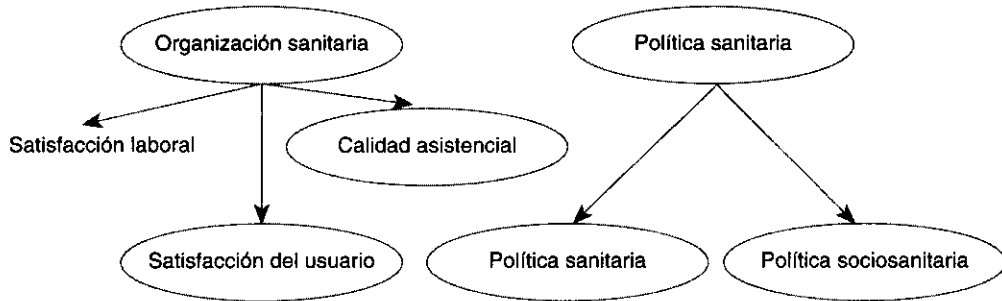 Organización sanitaria
Política sanitaria
Satisfacción laboral
Calidad asistencial
Satisfacción del usuario
Política sanitaria
Política sociosanitaria